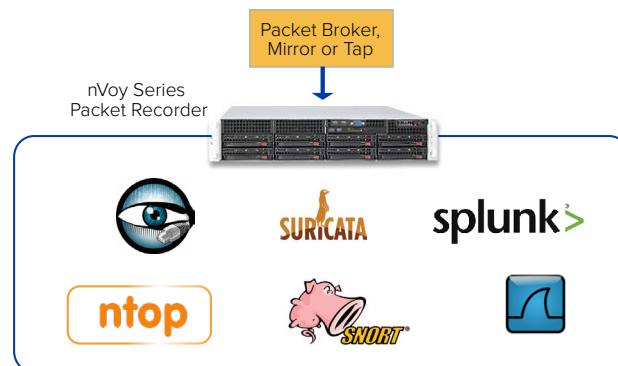 Packet Broker,
Mirror or Tap
nVoy Series
Packet Recorder
SURICATA
splunk>
ntop
SNORT®